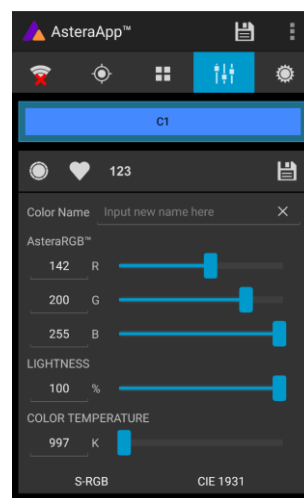 AsteraApp™
C1
123
Color Name Input new name here
AsteraRGB™
142 R
200 G
255 B
LIGHTNESS
100 %
COLOR TEMPERATURE
997 K
S-RGB CIE 1931